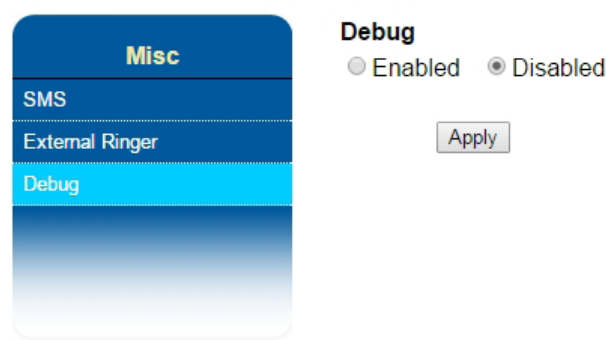 Misc
SMS
External Ringer
Debug
Debug
Enabled Disabled
Apply